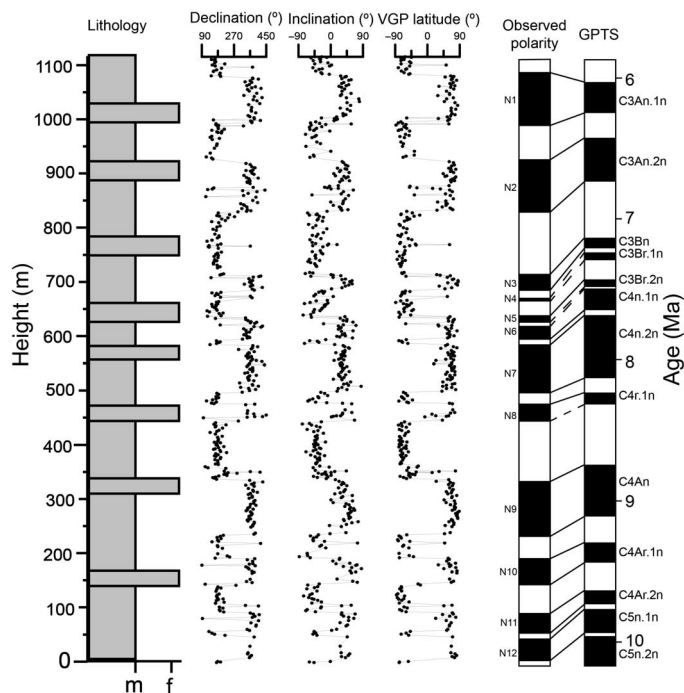 Lithology
Declination (º)
90 270 450
Inclination (º)
−90 0 90
VGP latitude (º)
−90 0 90
Observed
polarity
GPTS
Height (m)
1100
1000
900
800
700
600
500
400
300
200
100
0
m f
N1
N2
N3
N4
N5
N6
N7
N8
N9
N10
N11
N12
C3An.1n
C3An.2n
C3Bn
C3Br.1n
C3Br.2n
C4n.1n
C4n.2n
C4r.1n
C4An
C4Ar.1n
C4Ar.2n
C5n.1n
C5n.2n
6
7
8
9
10
Age (Ma)